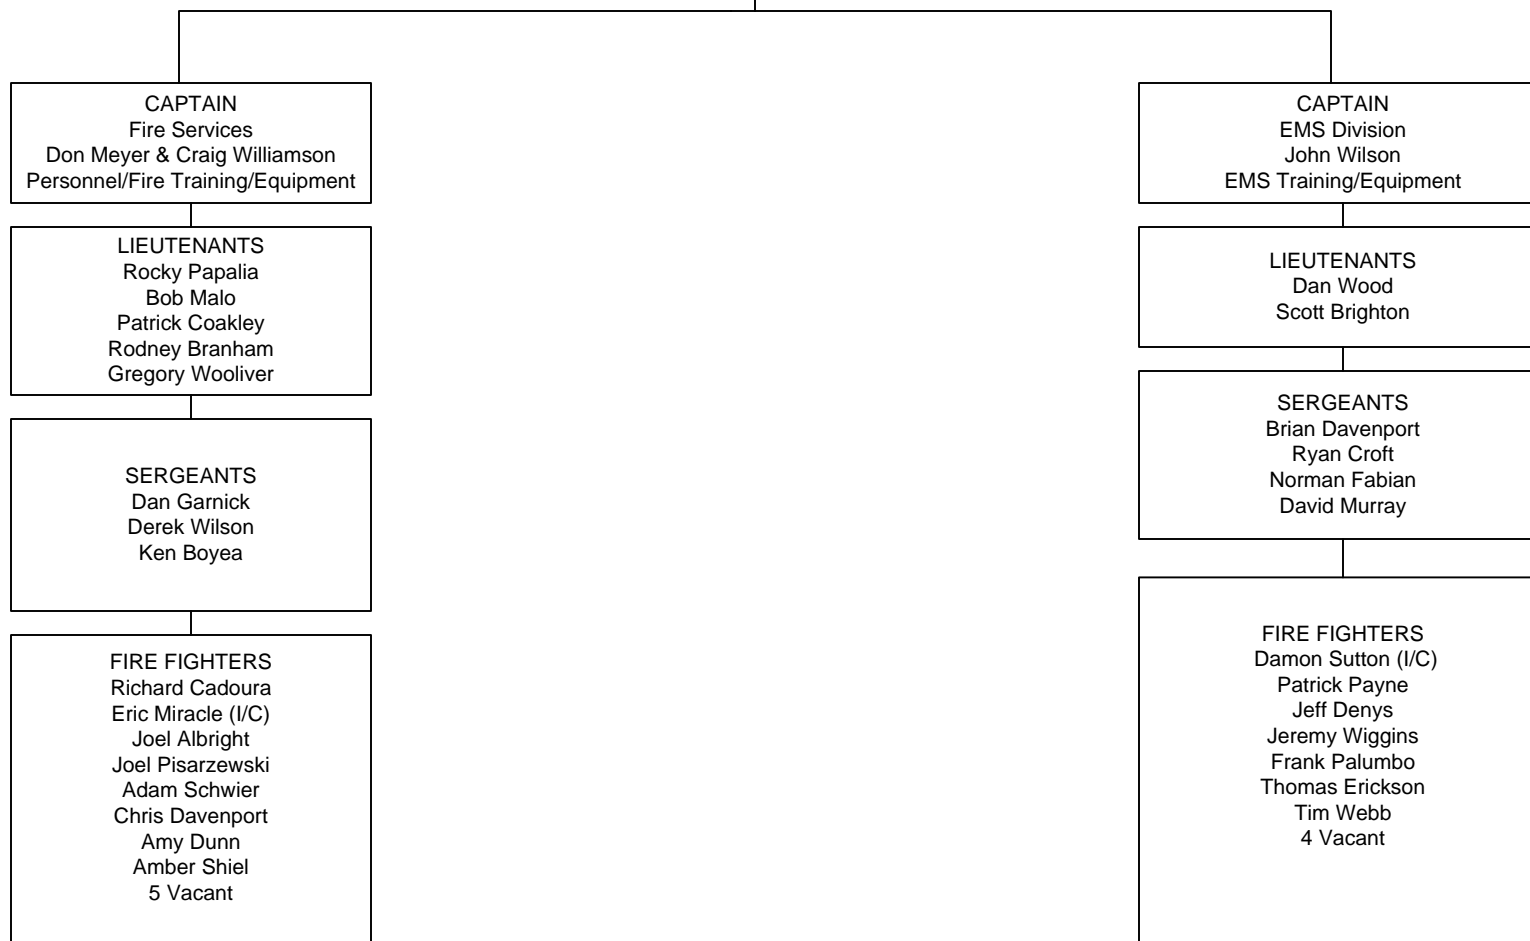 CAPTAIN
Fire Services
Don Meyer & Craig Williamson
Personnel/Fire Training/Equipment
LIEUTENANTS
Rocky Papalia
Bob Malo
Patrick Coakley
Rodney Branham
Gregory Wooliver
SERGEANTS
Dan Garnick
Derek Wilson
Ken Boyea
FIRE FIGHTERS
Richard Cadoura
Eric Miracle (I/C)
Joel Albright
Joel Pisarzewski
Adam Schwier
Chris Davenport
Amy Dunn
Amber Shiel
5 Vacant
CAPTAIN
EMS Division
John Wilson
EMS Training/Equipment
LIEUTENANTS
Dan Wood
Scott Brighton
SERGEANTS
Brian Davenport
Ryan Croft
Norman Fabian
David Murray
FIRE FIGHTERS
Damon Sutton (I/C)
Patrick Payne
Jeff Denys
Jeremy Wiggins
Frank Palumbo
Thomas Erickson
Tim Webb
4 Vacant